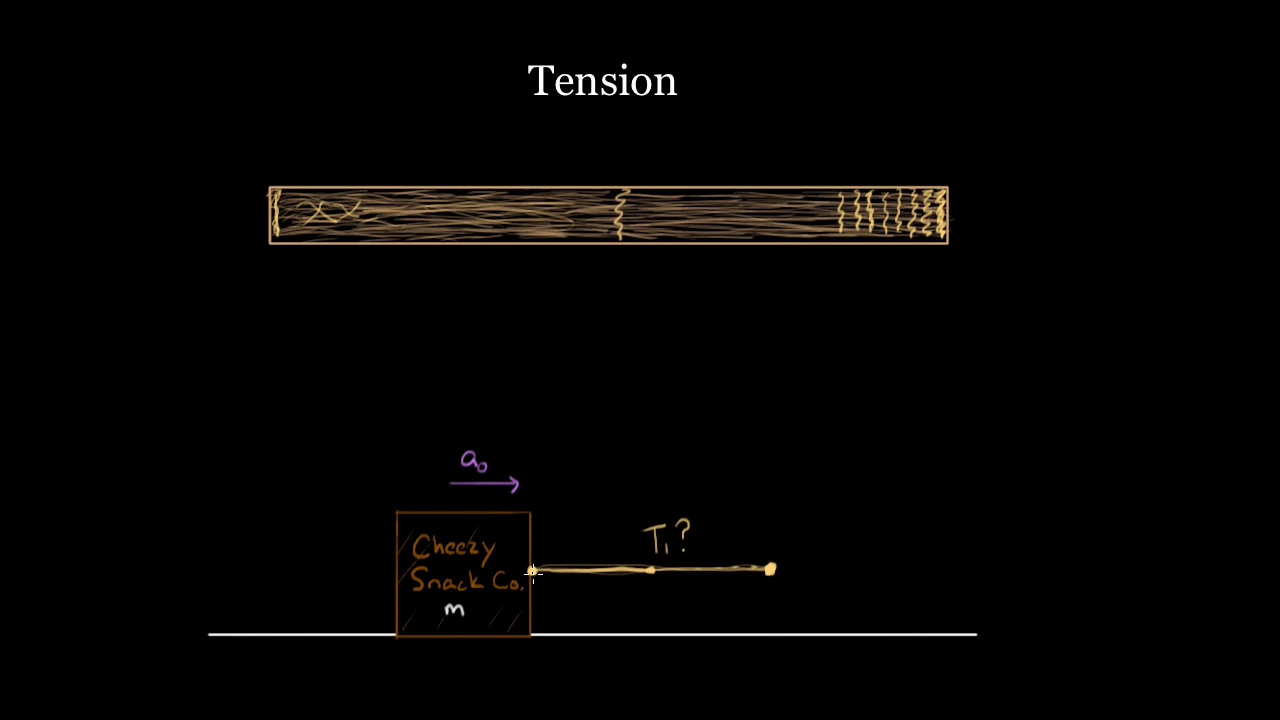 Tension
a₀
T₁?
Cheezy
Snack Co.
m